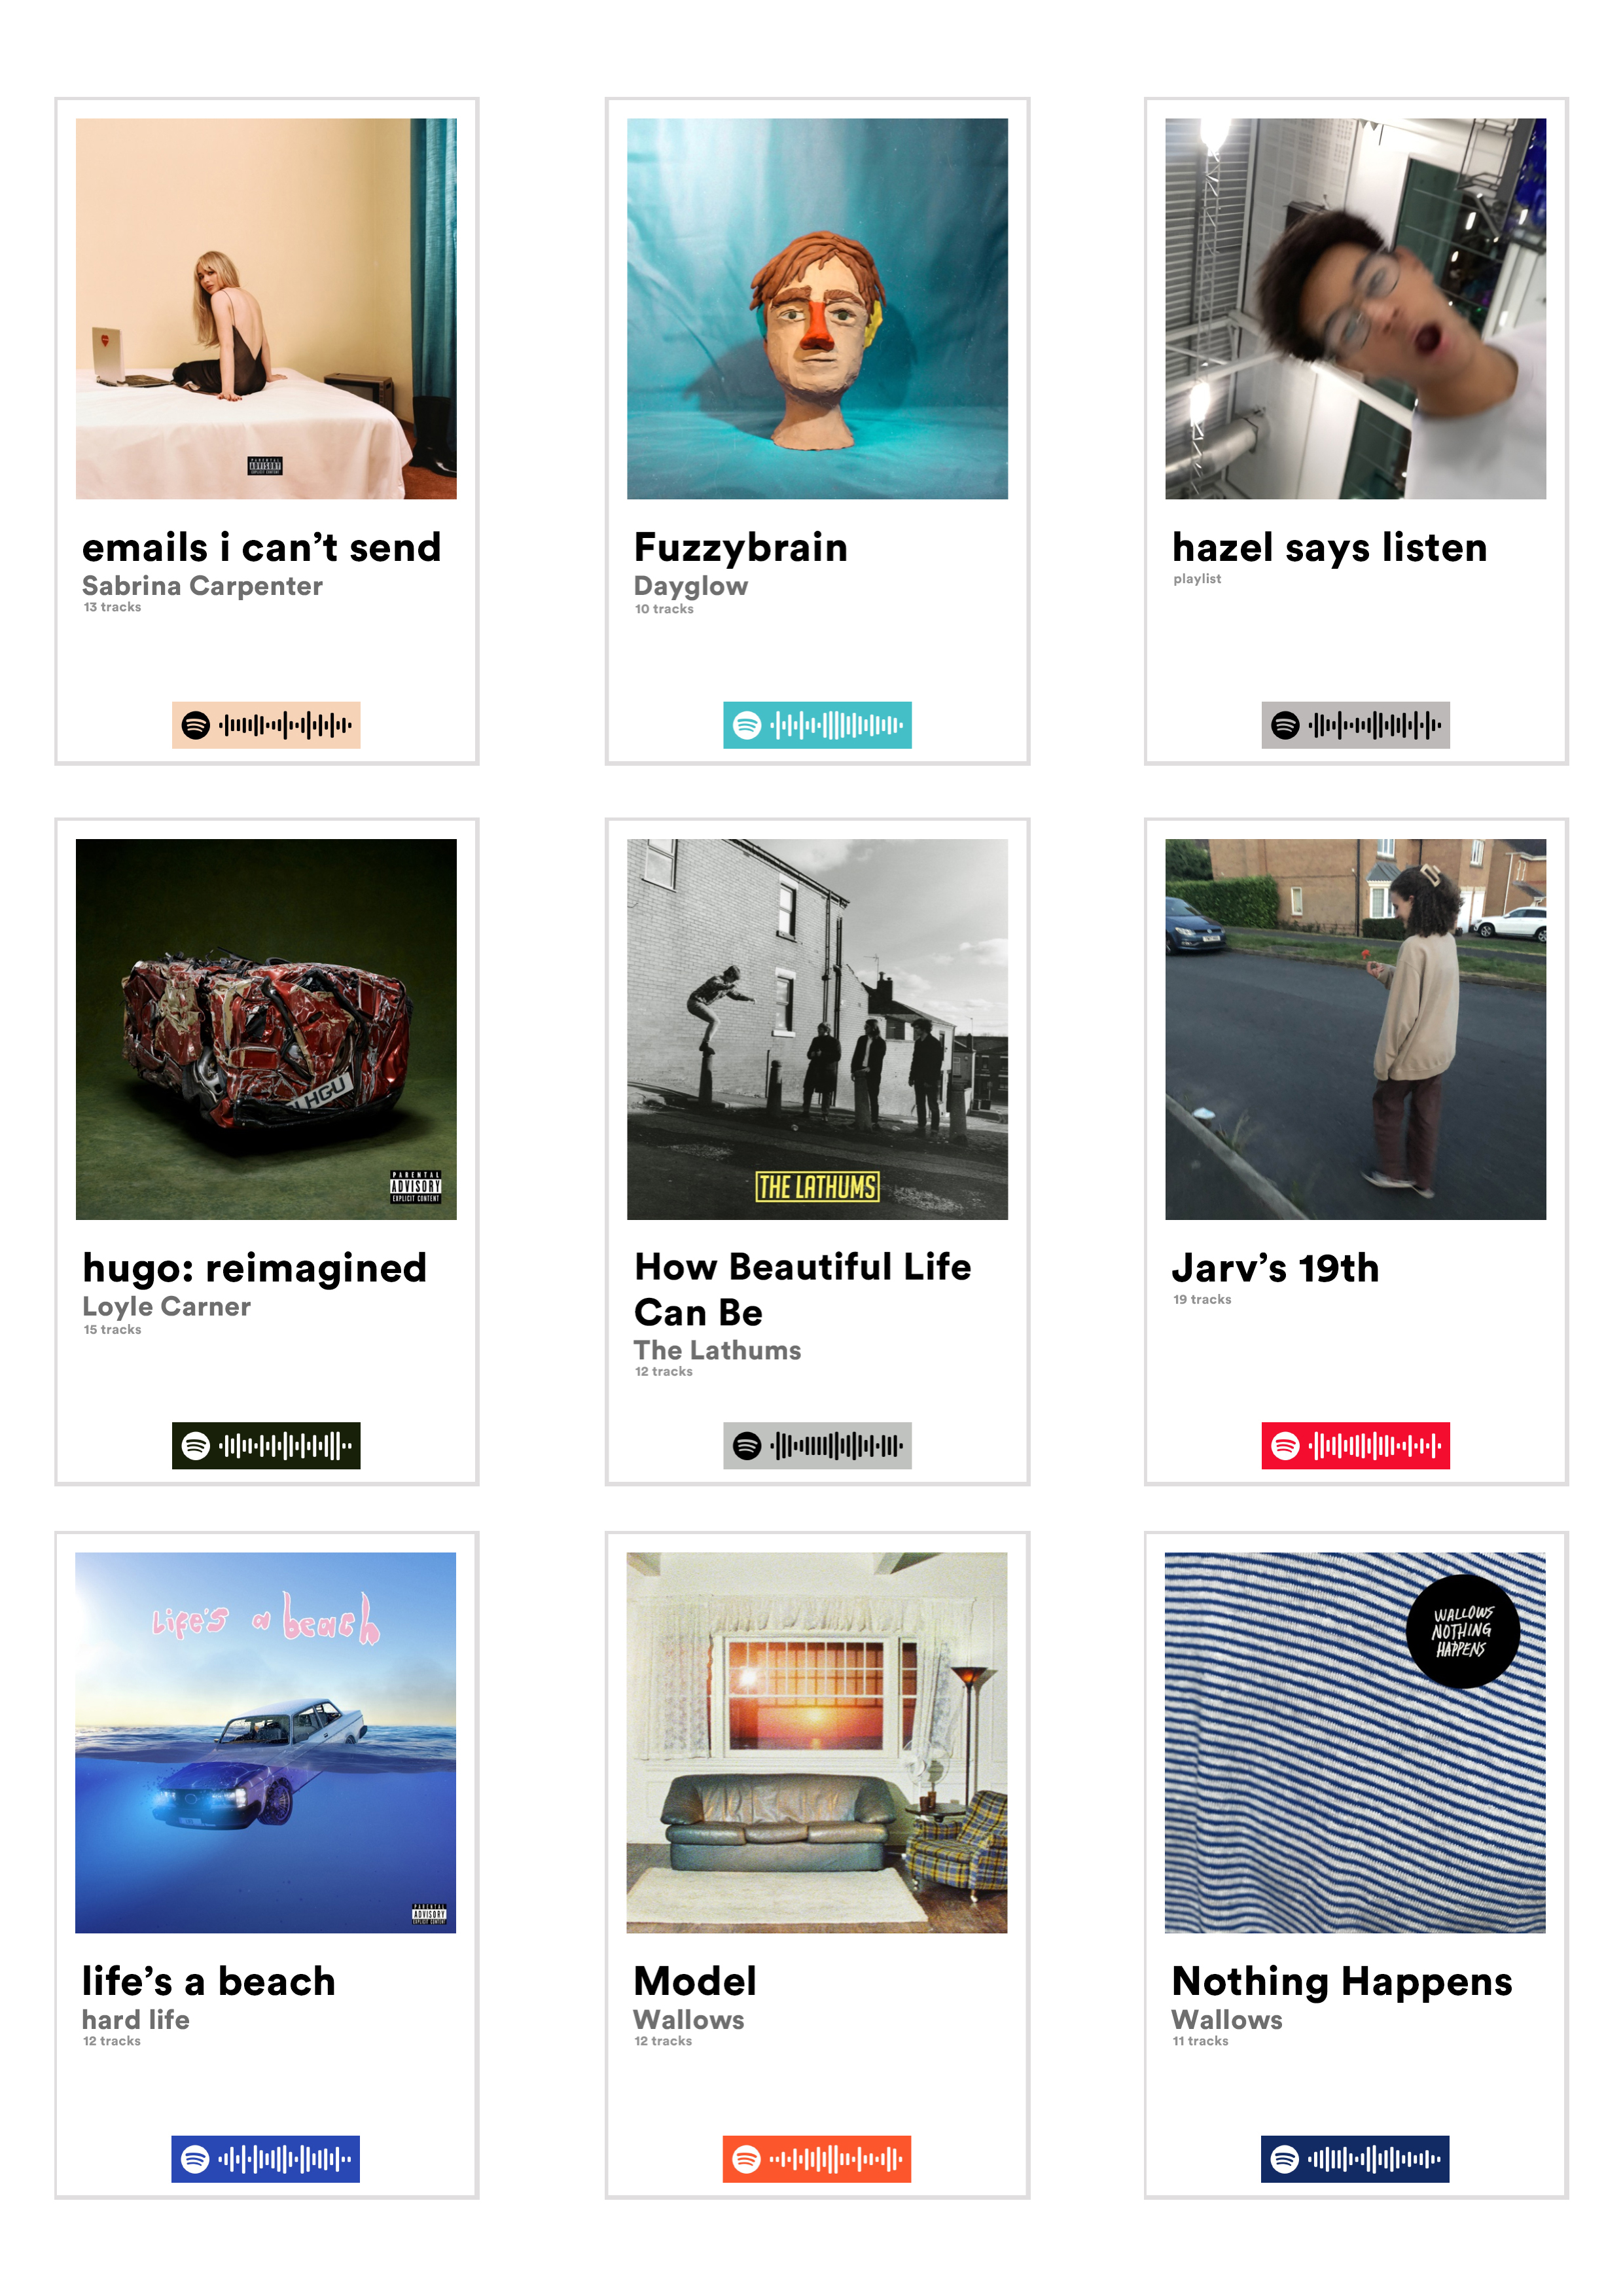 PARENTAL
ADVISORY
EXPLICIT CONTENT
emails i can’t send
Sabrina Carpenter
13 tracks
Fuzzybrain
Dayglow
10 tracks
hazel says listen
playlist
LHGU
PARENTAL
ADVISORY
EXPLICIT CONTENT
hugo: reimagined
Loyle Carner
15 tracks
THE LATHUMS
How Beautiful Life
Can Be
The Lathums
12 tracks
Jarv’s 19th
19 tracks
Life's a beach
PARENTAL
ADVISORY
EXPLICIT CONTENT
life’s a beach
hard life
12 tracks
Model
Wallows
12 tracks
WALLOWS
NOTHING
HAPPENS
Nothing Happens
Wallows
11 tracks